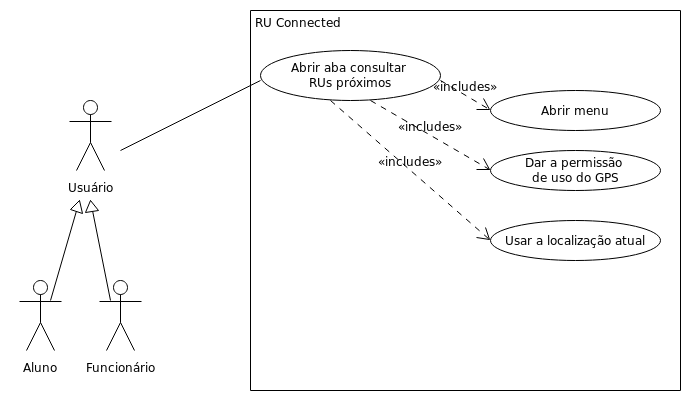 RU Connected
Abrir aba consultar
RUs próximos
«includes»
Abrir menu
«includes»
Dar a permissão
de uso do GPS
«includes»
Usuário
Usar a localização atual
Aluno
Funcionário